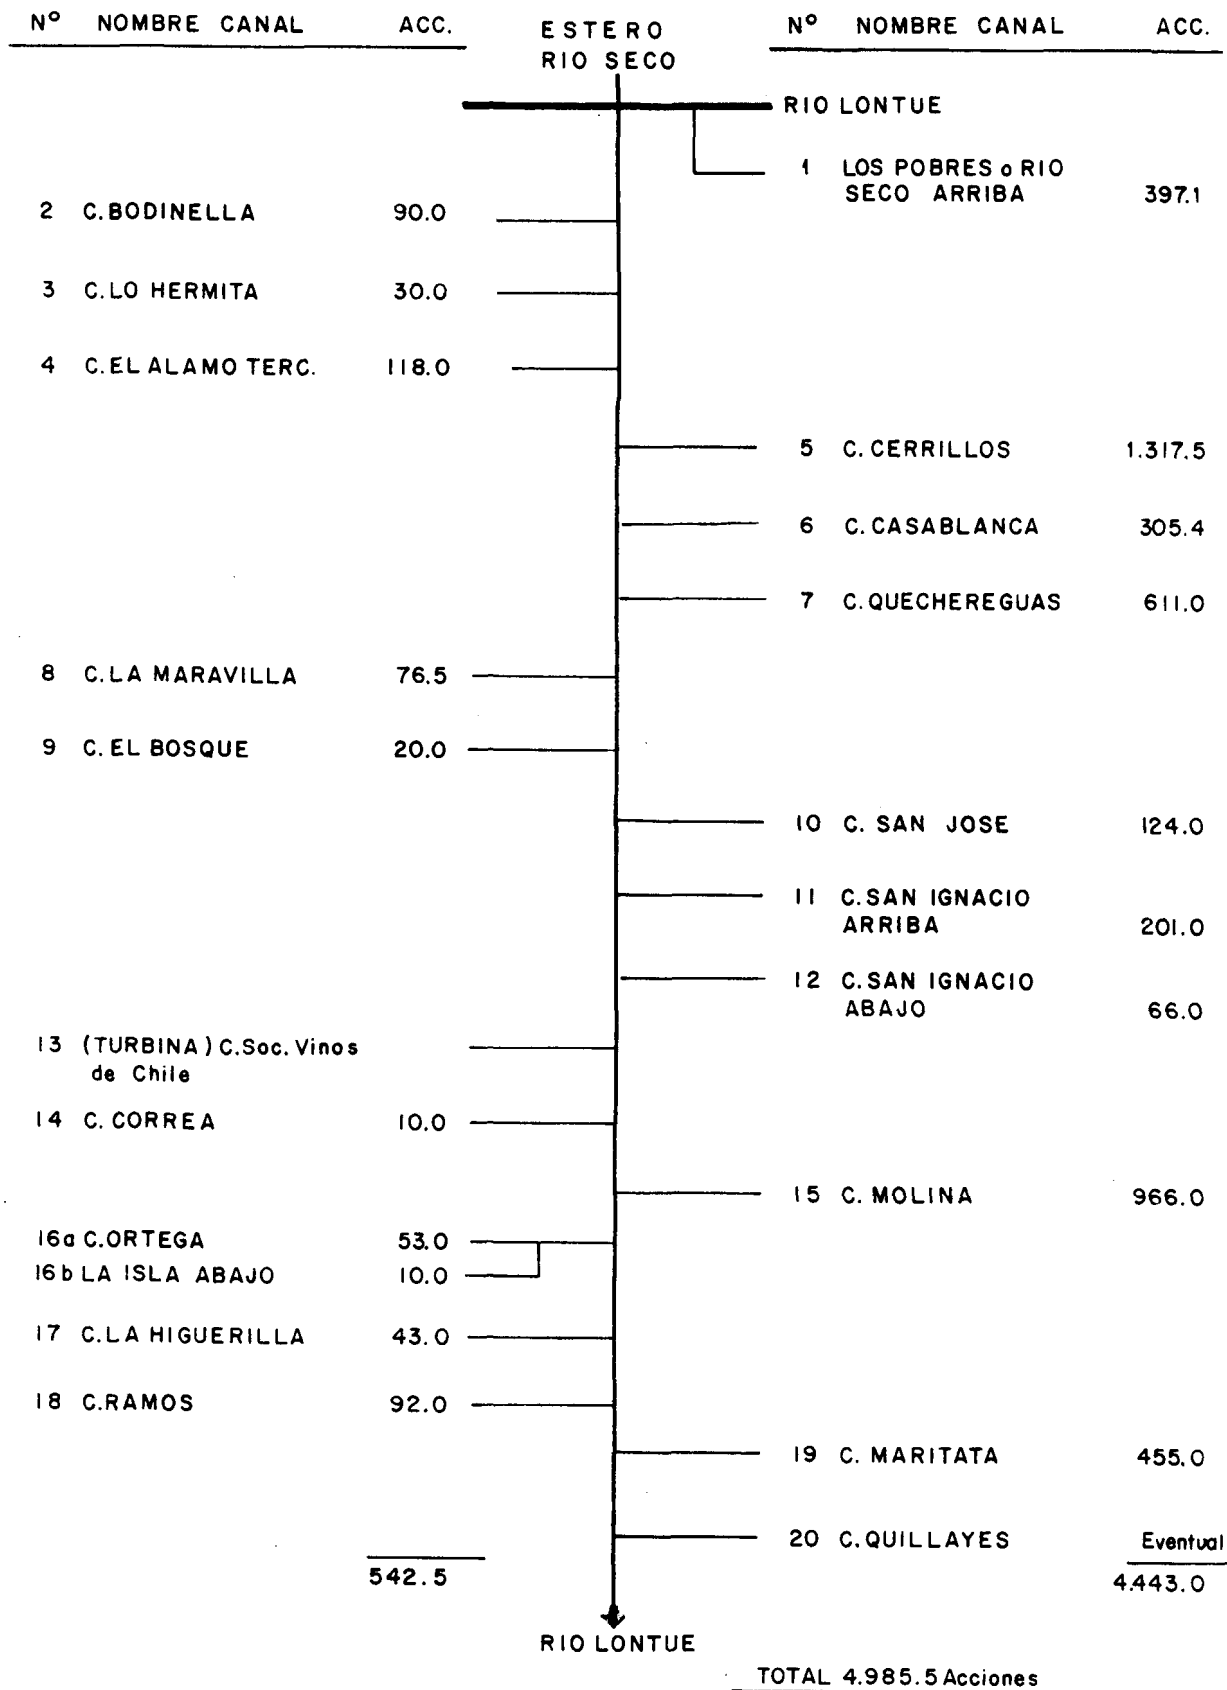 Nº NOMBRE CANAL ACC.
ESTERO
RIO SECO
Nº NOMBRE CANAL ACC.
RIO LONTUE
1 LOS POBRES o RIO
SECO ARRIBA 397.1
2 C. BODINELLA 90.0
3 C. LO HERMITA 30.0
4 C. EL ALAMO TERC. 118.0
5 C. CERRILLOS 1.317.5
6 C. CASABLANCA 305.4
7 C. QUECHEREGUAS 611.0
8 C. LA MARAVILLA 76.5
9 C. EL BOSQUE 20.0
10 C. SAN JOSE 124.0
11 C. SAN IGNACIO
ARRIBA 201.0
12 C. SAN IGNACIO
ABAJO 66.0
13 (TURBINA) C. Soc. Vinos
de Chile
14 C. CORREA 10.0
15 C. MOLINA 966.0
16a C. ORTEGA 53.0
16b LA ISLA ABAJO 10.0
17 C. LA HIGUERILLA 43.0
18 C. RAMOS 92.0
19 C. MARITATA 455.0
20 C. QUILLAYES Eventual
542.5
4.443.0
RIO LONTUE
TOTAL 4.985.5 Acciones